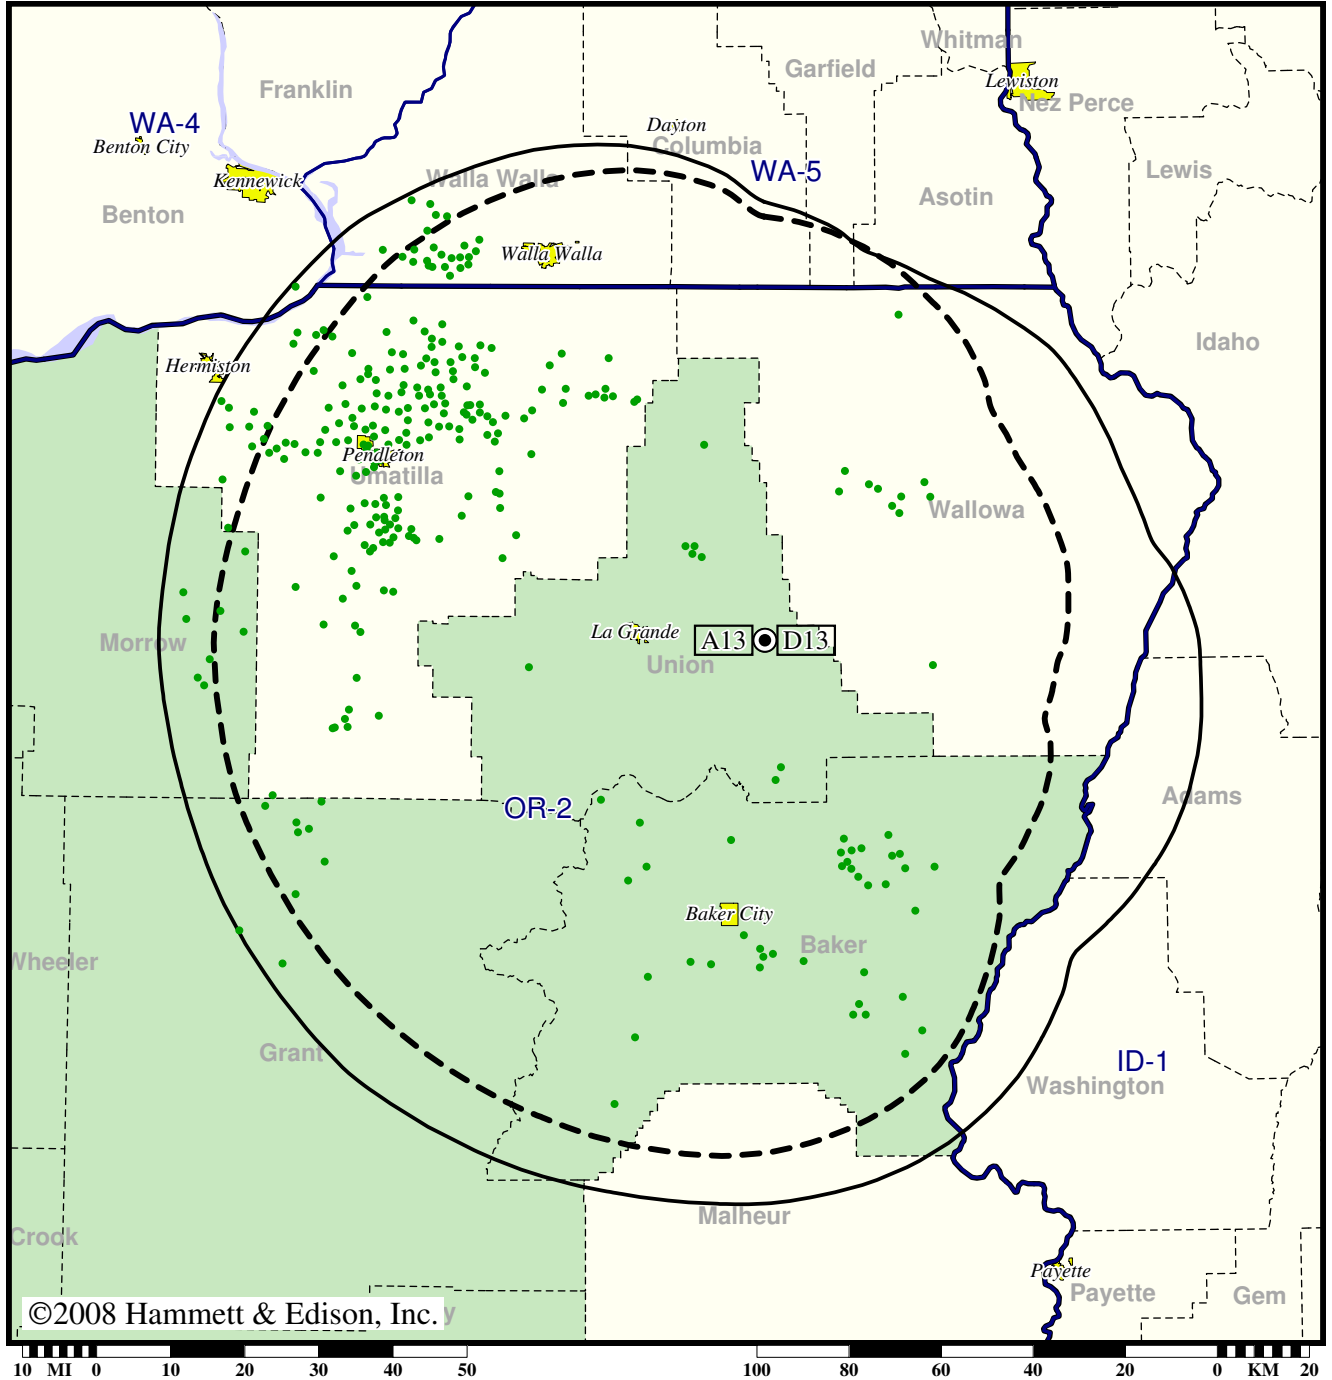 Whitman
Garfield
Lewiston
Franklin
Nez Perce
WA-4
Dayton
Benton City
Columbia
WA-5
Lewis
Kennewick
Walla Walla
Asotin
Benton
Walla Walla
Idaho
Hermiston
Pendleton
Umatilla
Wallowa
La Grande
A13
D13
Morrow
Union
OR-2
Adams
Baker City
Baker
Wheeler
Grant
ID-1
Washington
Malheur
Crook
Payette
Payette
Gem
©2008 Hammett & Edison, Inc.
y
10 MI 0 10 20 30 40 50
100 80 60 40 20 0 KM 20